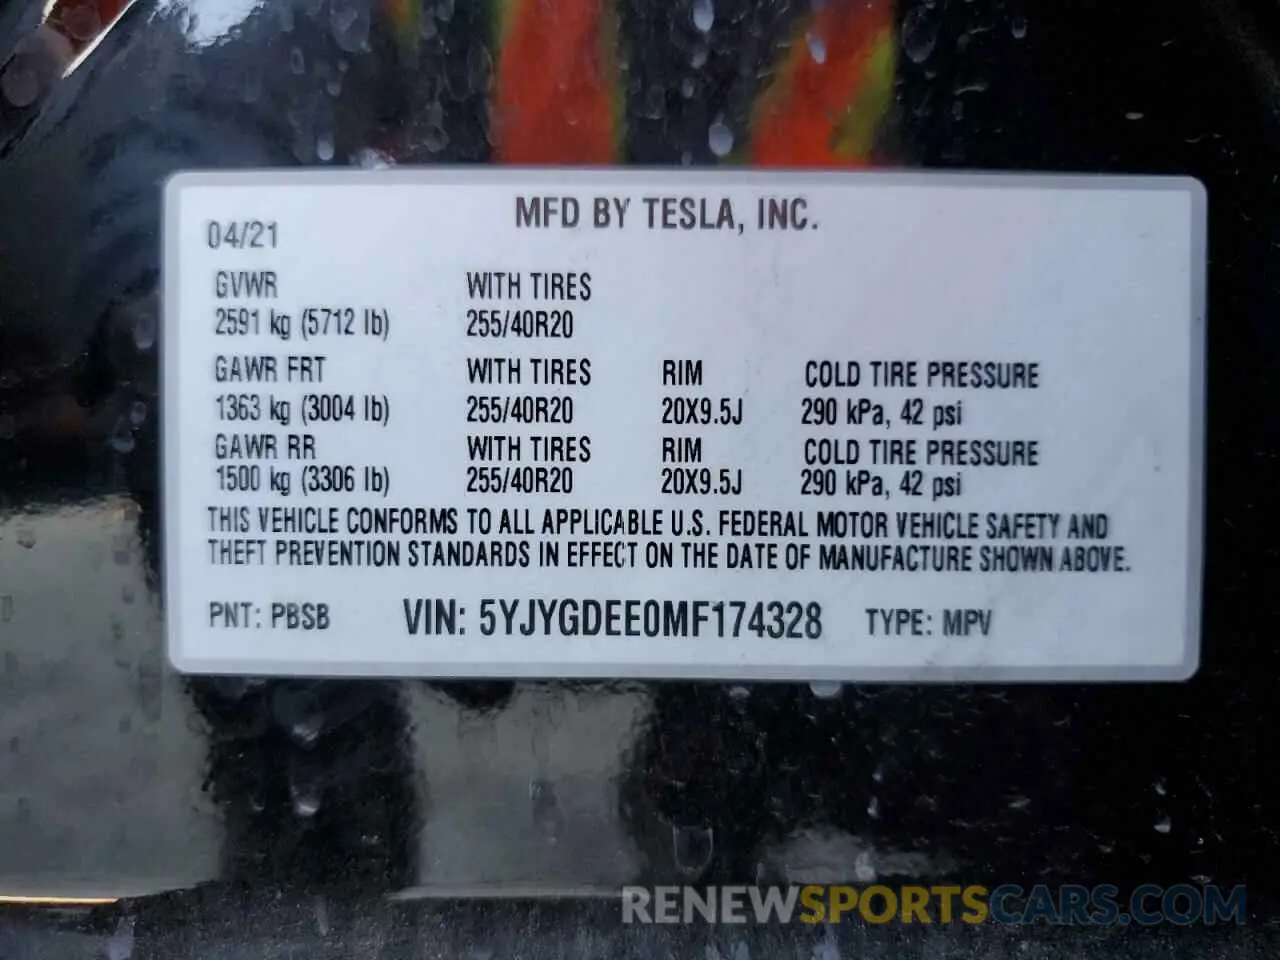 MFD BY TESLA, INC.
04/21
GVWR WITH TIRES
2591 kg (5712 lb) 255/40R20
GAWR FRT WITH TIRES RIM COLD TIRE PRESSURE
1363 kg (3004 lb) 255/40R20 20X9.5J 290 kPa, 42 psi
GAWR RR WITH TIRES RIM COLD TIRE PRESSURE
1500 kg (3306 lb) 255/40R20 20X9.5J 290 kPa, 42 psi
THIS VEHICLE CONFORMS TO ALL APPLICABLE U.S. FEDERAL MOTOR VEHICLE SAFETY AND
THEFT PREVENTION STANDARDS IN EFFECT ON THE DATE OF MANUFACTURE SHOWN ABOVE.
PNT: PBSB VIN: 5YJYGDEE0MF174328 TYPE: MPV
RENEWSPORTSCARS.COM